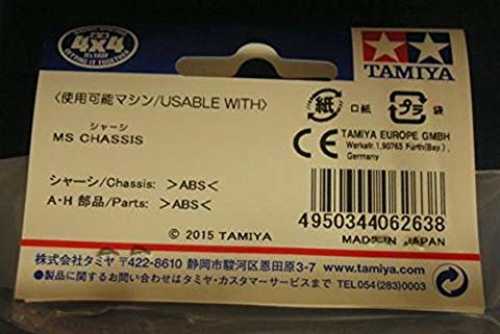 4x4
TAMIYA
〈使用可能マシン/USABLE WITH〉
シャーシ
MS CHASSIS
紙 口紙
プラ 袋
CE TAMIYA EUROPE GMBH
Werkstr.1,90765 Fürth(Bay.),
Germany
シャーシ/Chassis: >ABS<
A・H 部品/Parts: >ABS<
4950344062638
© 2015 TAMIYA
MADE IN JAPAN
株式会社タミヤ 〒422-8610 静岡市駿河区恩田原3-7 www.tamiya.com
●製品に関するお問い合わせはタミヤ・カスタマーサービスまで TEL054(283)0003